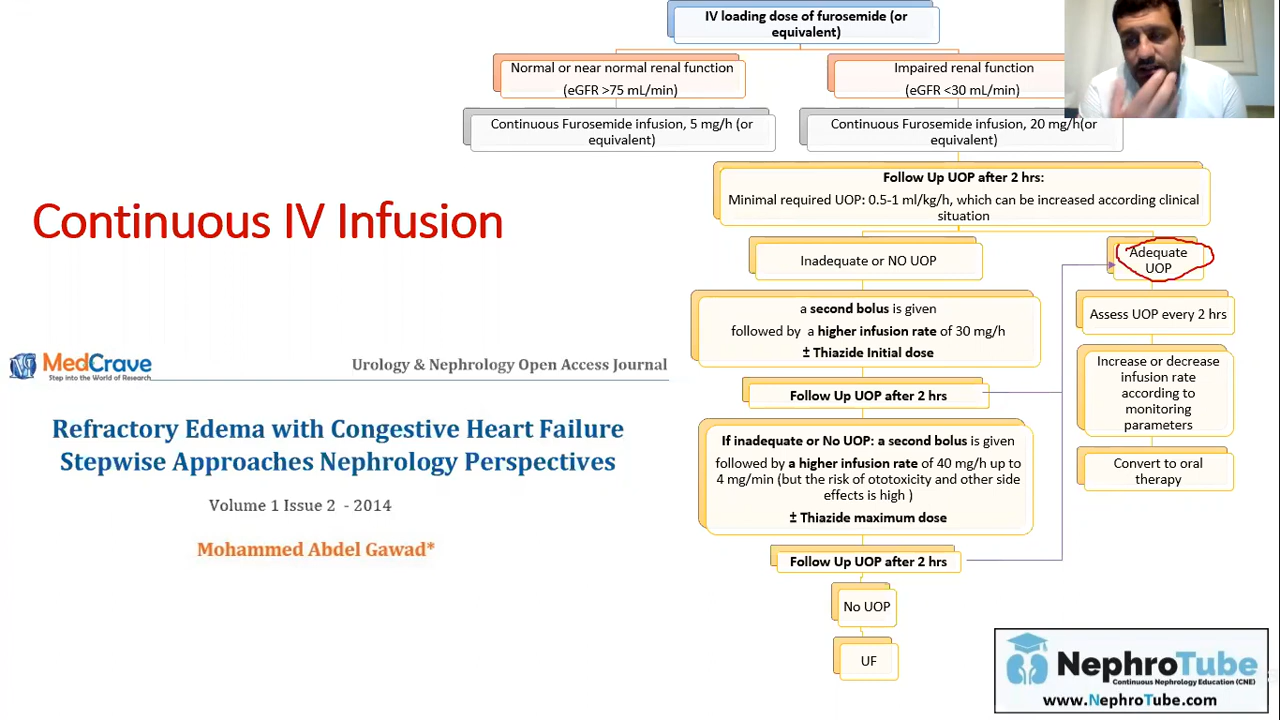 IV loading dose of furosemide (or
equivalent)
Normal or near normal renal function
(eGFR >75 mL/min)
Impaired renal function
(eGFR <30 mL/min)
Continuous Furosemide infusion, 5 mg/h (or
equivalent)
Continuous Furosemide infusion, 20 mg/h(or
equivalent)
Follow Up UOP after 2 hrs:
Minimal required UOP: 0.5-1 ml/kg/h, which can be increased according clinical
situation
Continuous IV Infusion
Inadequate or NO UOP
Adequate
UOP
a second bolus is given
followed by a higher infusion rate of 30 mg/h
± Thiazide Initial dose
Assess UOP every 2 hrs
Follow UP UOP after 2 hrs
Increase or decrease
infusion rate
according to
monitoring
parameters
If inadequate or No UOP: a second bolus is given
followed by a higher infusion rate of 40 mg/h up to
4 mg/min (but the risk of ototoxicity and other side
effects is high )
± Thiazide maximum dose
Convert to oral
therapy
Follow Up UOP after 2 hrs
No UOP
UF
MedCrave
Step into the World of Research
Urology & Nephrology Open Access Journal
Refractory Edema with Congestive Heart Failure
Stepwise Approaches Nephrology Perspectives
Volume 1 Issue 2 - 2014
Mohammed Abdel Gawad*
NephroTube
Continuous Nephrology Education (CNE)
www.NephroTube.com